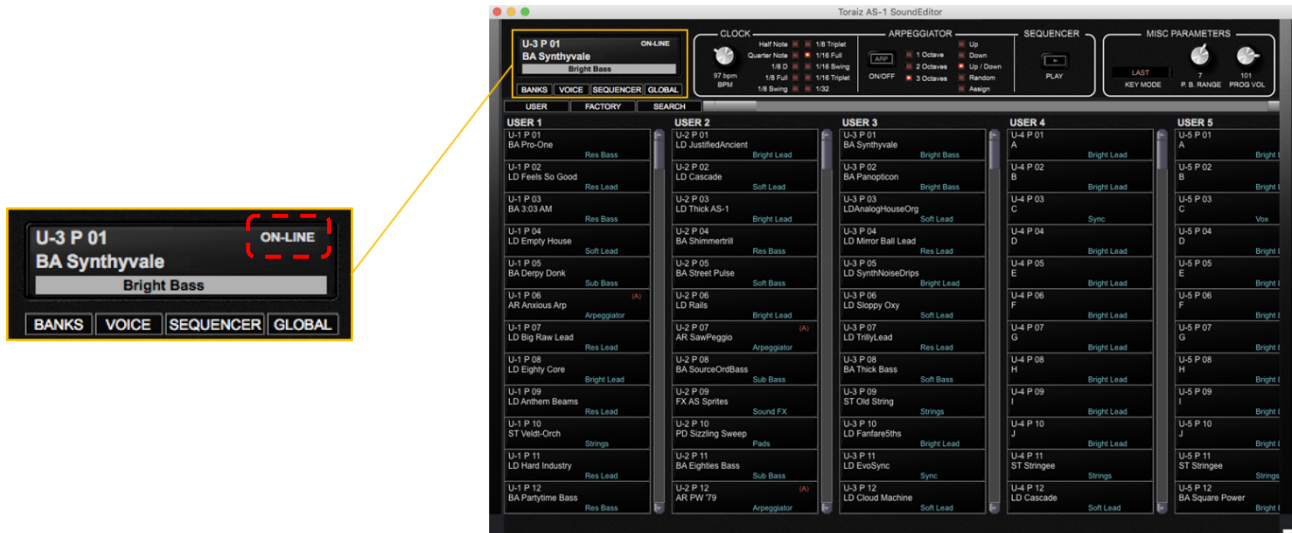 Toraiz AS-1 SoundEditor
U-3 P 01 ON-LINE
BA Synthyvale
Bright Bass
BANKS VOICE SEQUENCER GLOBAL
CLOCK
97 bpm
BPM
Half Note
Quarter Note
1/8 D
1/8 Full
1/8 Swing
1/8 Triplet
1/16 Full
1/16 Swing
1/16 Triplet
1/32
ARPEGGIATOR
ARP
ON/OFF
1 Octave
2 Octaves
3 Octaves
Up
Down
Up / Down
Random
Assign
SEQUENCER
PLAY
MISC PARAMETERS
LAST
KEY MODE
7
P. B. RANGE
101
PROG VOL
USER FACTORY SEARCH
USER 1
U-1 P 01
BA Pro-One
Res Bass
U-1 P 02
LD Feels So Good
Res Lead
U-1 P 03
BA 3:03 AM
Res Bass
U-1 P 04
LD Empty House
Soft Lead
U-1 P 05
BA Derpy Donk
Sub Bass
U-1 P 06 (A)
AR Anxious Arp
Arpeggiator
U-1 P 07
LD Big Raw Lead
Res Lead
U-1 P 08
LD Eighty Core
Bright Lead
U-1 P 09
LD Anthem Beams
Res Lead
U-1 P 10
ST Veldt-Orch
Strings
U-1 P 11
LD Hard Industry
Res Lead
U-1 P 12
BA Partytime Bass
Res Bass
USER 2
U-2 P 01
LD JustifiedAncient
Bright Lead
U-2 P 02
LD Cascade
Soft Lead
U-2 P 03
LD Thick AS-1
Bright Lead
U-2 P 04
BA Shimmertrill
Res Bass
U-2 P 05
BA Street Pulse
Soft Bass
U-2 P 06
LD Rails
Bright Lead
U-2 P 07 (A)
AR SawPeggio
Arpeggiator
U-2 P 08
BA SourceOrdBass
Sub Bass
U-2 P 09
FX AS Sprites
Sound FX
U-2 P 10
PD Sizzling Sweep
Pads
U-2 P 11
BA Eighties Bass
Sub Bass
U-2 P 12 (A)
AR PW '79
Arpeggiator
USER 3
U-3 P 01
BA Synthyvale
Bright Bass
U-3 P 02
BA Panopticon
Bright Bass
U-3 P 03
LDAnalogHouseOrg
Soft Lead
U-3 P 04
LD Mirror Ball Lead
Res Lead
U-3 P 05
LD SynthNoiseDrips
Bright Lead
U-3 P 06
LD Sloppy Oxy
Soft Lead
U-3 P 07
LD TrillyLead
Res Lead
U-3 P 08
BA Thick Bass
Soft Bass
U-3 P 09
ST Old String
Strings
U-3 P 10
LD Fanfare5ths
Bright Lead
U-3 P 11
LD EvoSync
Sync
U-3 P 12
LD Cloud Machine
Soft Lead
USER 4
U-4 P 01
A
Bright Lead
U-4 P 02
B
Bright Lead
U-4 P 03
C
Sync
U-4 P 04
D
Bright Lead
U-4 P 05
E
Bright Lead
U-4 P 06
F
Bright Lead
U-4 P 07
G
Bright Lead
U-4 P 08
H
Bright Lead
U-4 P 09
I
Bright Lead
U-4 P 10
J
Bright Lead
U-4 P 11
ST Stringee
Strings
U-4 P 12
LD Cascade
Soft Lead
USER 5
U-5 P 01
A
Bright
U-5 P 02
B
Bright
U-5 P 03
C
Vox
U-5 P 04
D
Bright
U-5 P 05
E
Bright
U-5 P 06
F
Bright
U-5 P 07
G
Bright
U-5 P 08
H
Bright
U-5 P 09
I
Bright
U-5 P 10
J
Bright
U-5 P 11
ST Stringee
Strings
U-5 P 12
BA Square Power
Bright
U-3 P 01 ON-LINE
BA Synthyvale
Bright Bass
BANKS VOICE SEQUENCER GLOBAL